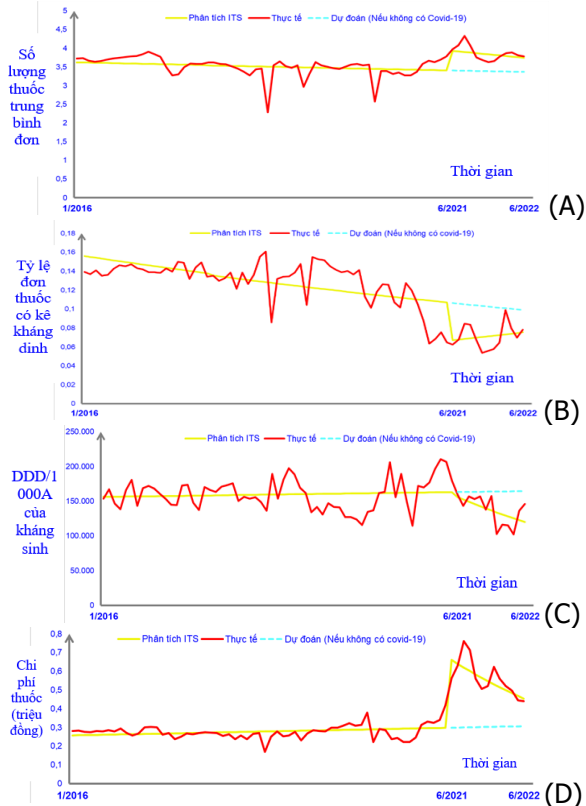 Phân tích ITS Thực tế Dự đoán (Nếu không có Covid-19)
Số
lượng
thuốc
trung
bình
đơn
5
4,5
4
3,5
3
2,5
2
1,5
1
0,5
0
Thời gian
1/2016 6/2021 6/2022
(A)
Phân tích ITS Thực tế Dự đoán (Nếu không có covid-19)
Tỷ lệ
đơn
thuốc
có kê
kháng
dinh
0,18
0,16
0,14
0,12
0,1
0,08
0,06
0,04
0,02
0
Thời gian
1/2016 6/2021 6/2022
(B)
Phân tích ITS Thực tế Dự đoán (Nếu không có Covid-19)
DDD/1
000A
của
kháng
sinh
250.000
200.000
150.000
100.000
50.000
0.000
Thời gian
1/2016 6/2021 6/2022
(C)
Phân tích ITS Thực tế Dự đoán (Nếu không có covid-19)
Chi
phí
thuốc
(triệu
đồng)
0,8
0,7
0,6
0,5
0,4
0,3
0,2
0,1
0
Thời gian
1/2016 6/2021 6/2022
(D)